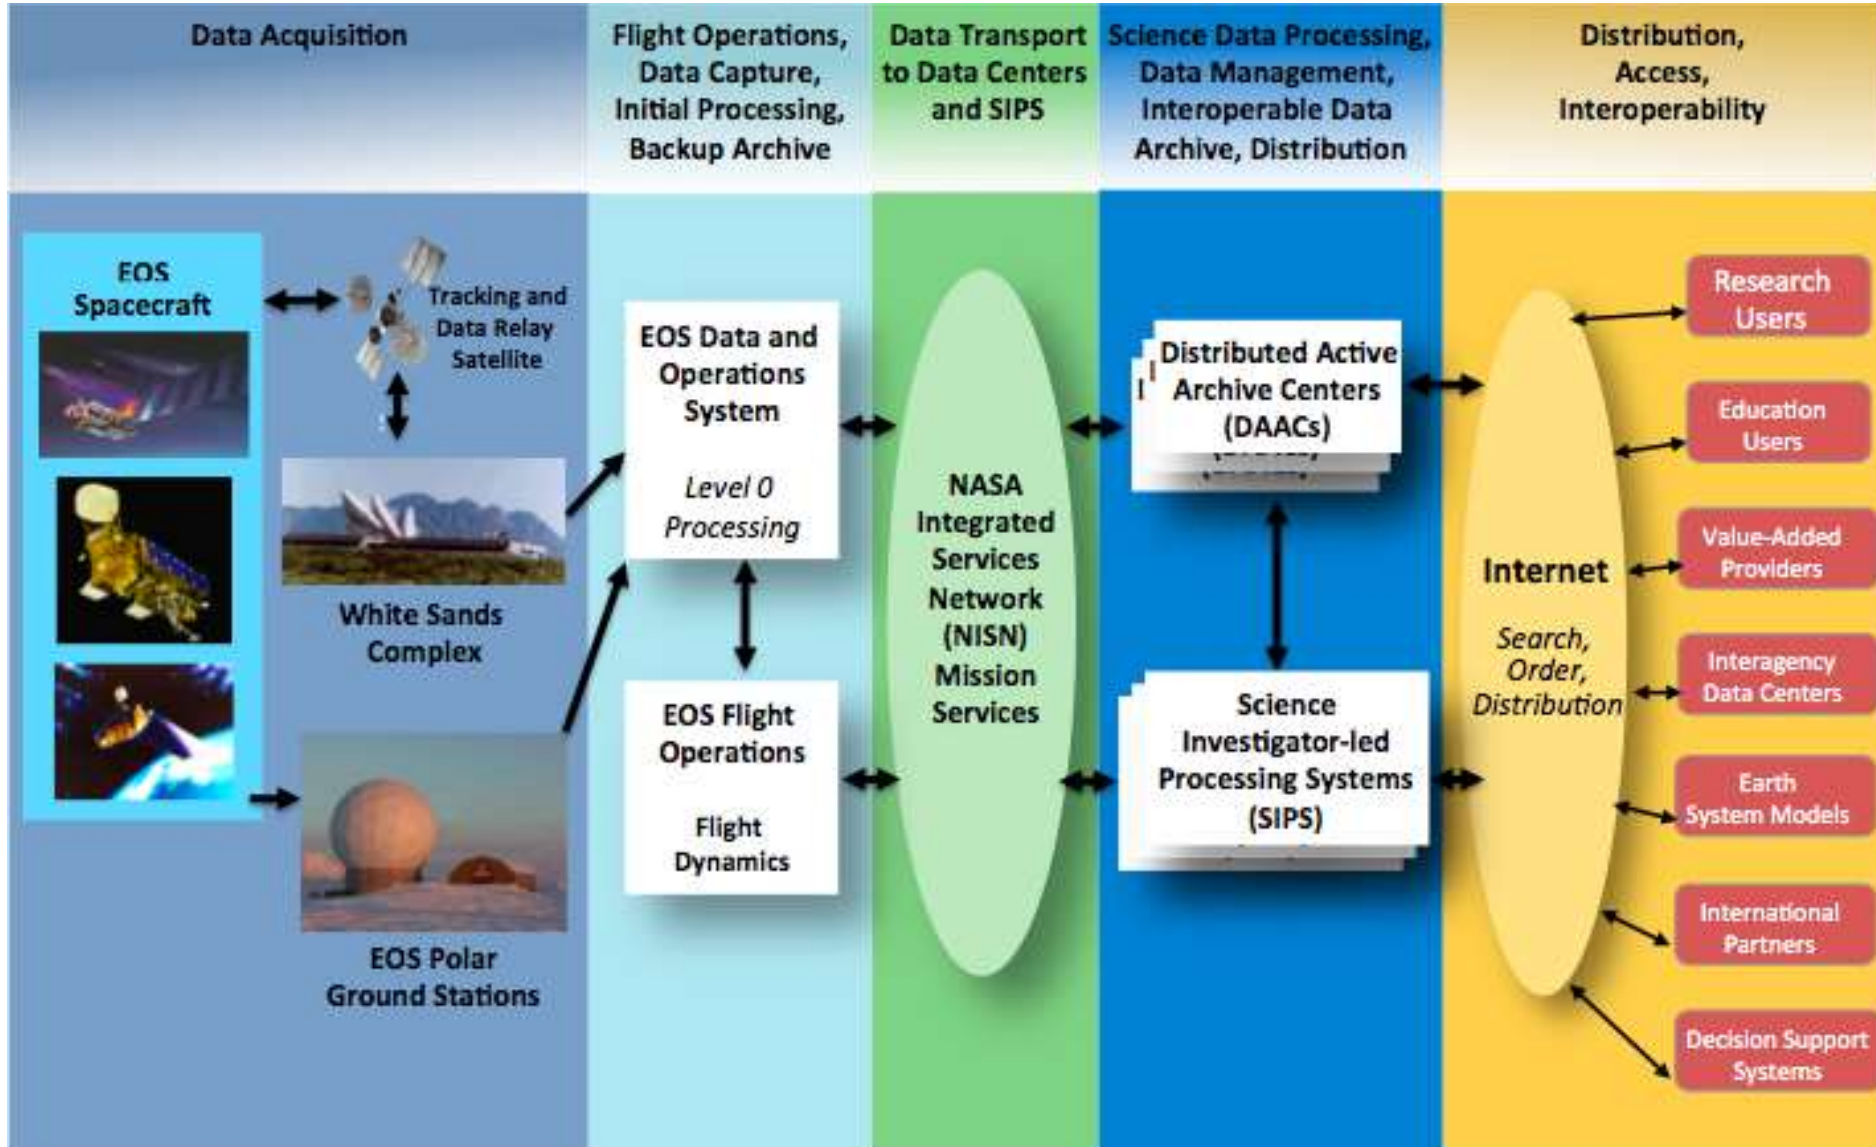 Data Acquisition
Flight Operations,
Data Capture,
Initial Processing,
Backup Archive
Data Transport
to Data Centers
and SIPS
Science Data Processing,
Data Management,
Interoperable Data
Archive, Distribution
Distribution,
Access,
Interoperability
EOS
Spacecraft
Tracking and
Data Relay
Satellite
White Sands
Complex
EOS Polar
Ground Stations
EOS Data and
Operations
System
Level 0
Processing
EOS Flight
Operations
Flight
Dynamics
NASA
Integrated
Services
Network
(NISN)
Mission
Services
Distributed Active
Archive Centers
(DAACs)
Science
Investigator-led
Processing Systems
(SIPS)
Internet
Search,
Order,
Distribution
Research
Users
Education
Users
Value-Added
Providers
Interagency
Data Centers
Earth
System Models
International
Partners
Decision Support
Systems